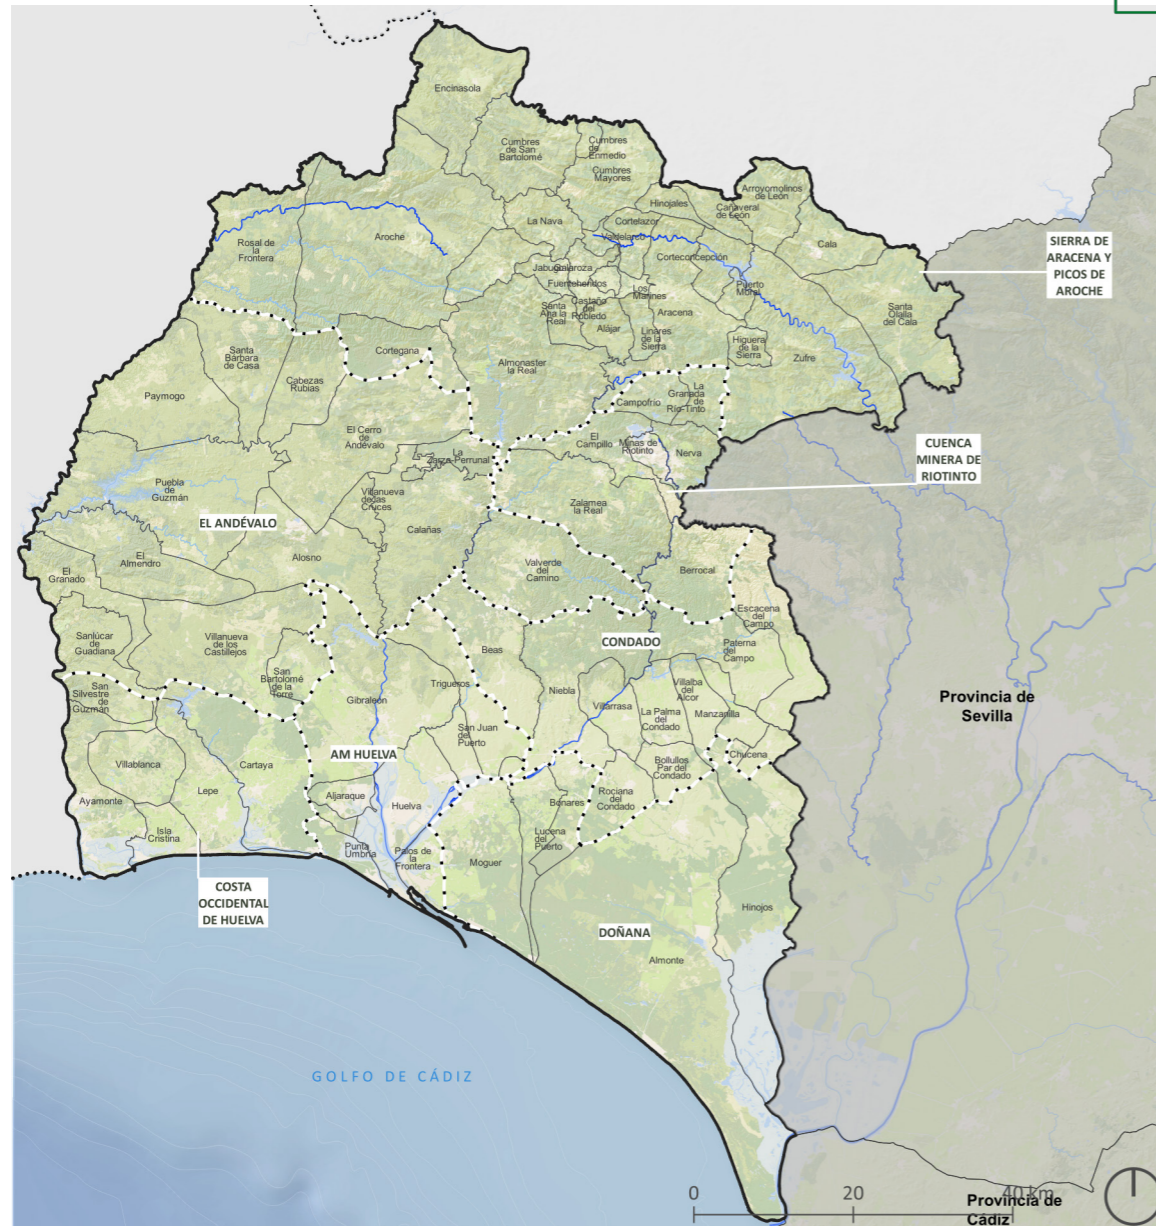 Encinasola
Cumbres
de San
Bartolomé
Cumbres
de
Enmedio
Cumbres
Mayores
Arroyomolinos
de León
Hinojales
Cañaveral
de León
La Nava
Cortelazor
Valdelarco
Cala
Aroche
Rosal de
la
Frontera
SIERRA DE
ARACENA Y
PICOS DE
AROCHE
Corteconcepción
Jabugo
Galaroza
Fuenteheridos
Los
Marines
Puerto
Moral
Santa
Ana la
Real
Castaño
del
Robledo
Aracena
Santa
Olalla
del Cala
Alájar
Linares
de la
Sierra
Higuera
de la
Sierra
Zufre
Cortegana
Almonaster
la Real
Santa
Bárbara
de Casa
Cabezas
Rubias
Paymogo
Campofrío
La
Granada
de
Río-Tinto
El Cerro
de
Andévalo
El
Campillo
Minas de
Riotinto
Nerva
CUENCA
MINERA DE
RIOTINTO
La
Zarza-Perrunal
Puebla
de
Guzmán
Villanueva
de las
Cruces
Zalamea
la Real
EL ANDÉVALO
Calañas
El
Almendro
Alosno
Valverde
del
Camino
Berrocal
El
Granado
Escacena
del
Campo
Sanlúcar
de
Guadiana
Villanueva
de los
Castillejos
Beas
CONDADO
Paterna
del
Campo
San
Bartolomé
de la
Torre
San
Silvestre
de
Guzmán
Gibraleón
Trigueros
Niebla
Villarrasa
Villalba
del
Alcor
La Palma
del
Condado
Manzanilla
Provincia de
Sevilla
San Juan
del
Puerto
AM HUELVA
Chucena
Villablanca
Cartaya
Bollullos
Par del
Condado
Lepe
Aljaraque
Huelva
Bonares
Rociana
del
Condado
Ayamonte
Isla
Cristina
Punta
Umbría
Palos de
la
Frontera
Moguer
Lucena
del
Puerto
COSTA
OCCIDENTAL
DE HUELVA
Hinojos
DOÑANA
Almonte
GOLFO DE CÁDIZ
0 20 40 km
Provincia de
Cádiz